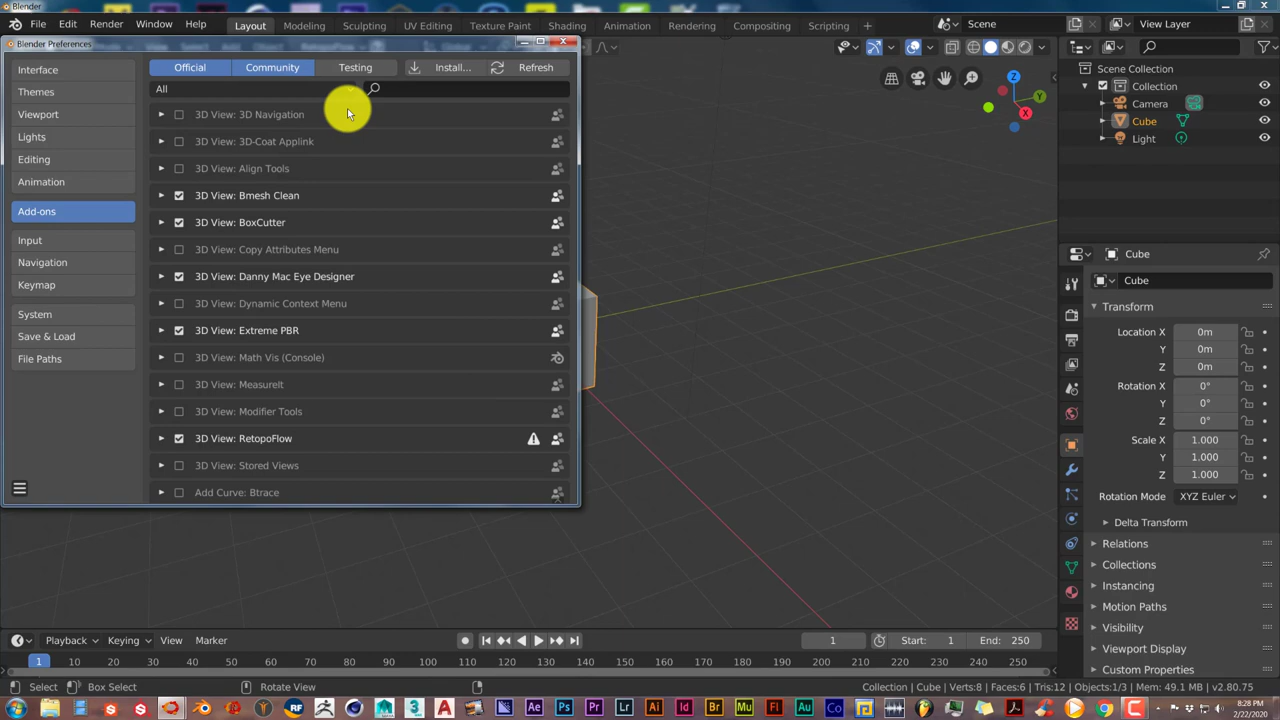 Blender
File Edit Render Window Help Layout Modeling Sculpting UV Editing Texture Paint Shading Animation Rendering Compositing Scripting + Scene View Layer
Blender Preferences
Interface
Themes
Viewport
Lights
Editing
Animation
Add-ons
Input
Navigation
Keymap
System
Save & Load
File Paths
Official Community Testing Install... Refresh
All
3D View: 3D Navigation
3D View: 3D-Coat Applink
3D View: Align Tools
3D View: Bmesh Clean
3D View: BoxCutter
3D View: Copy Attributes Menu
3D View: Danny Mac Eye Designer
3D View: Dynamic Context Menu
3D View: Extreme PBR
3D View: Math Vis (Console)
3D View: MeasureIt
3D View: Modifier Tools
3D View: RetopoFlow
3D View: Stored Views
Add Curve: Btrace
Z
Y
X
Scene Collection
Collection
Camera
Cube
Light
Cube
Cube
Transform
Location X 0m
Y 0m
Z 0m
Rotation X 0°
Y 0°
Z 0°
Scale X 1.000
Y 1.000
Z 1.000
Rotation Mode XYZ Euler
Delta Transform
Relations
Collections
Instancing
Motion Paths
Visibility
Viewport Display
Custom Properties
Playback Keying View Marker 1 Start: 1 End: 250
1 10 20 30 40 50 60 70 80 90 100 110 120 130 140 150 160 170 180 190 200 210 220 230 240 250
Select Box Select Rotate View Collection | Cube | Verts:8 | Faces:6 | Tris:12 | Objects:1/3 | Mem: 49.1 MB | v2.80.75
RF Ae Ps Pr Lr Ai Id Br Mu Fl Au
8:28 PM
2/22/2020